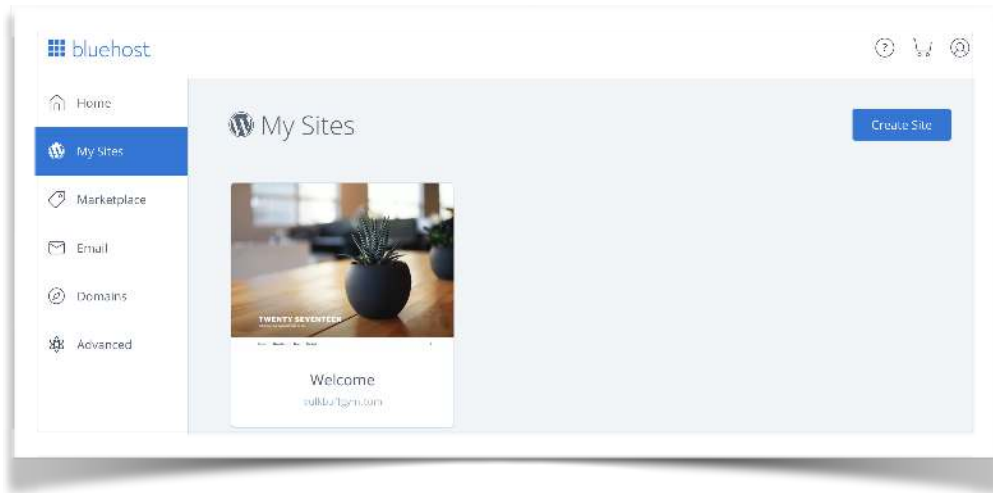 bluehost
Home
My Sites
Marketplace
Email
Domains
Advanced
My Sites
Create Site
TWENTY SEVENTEEN
Welcome